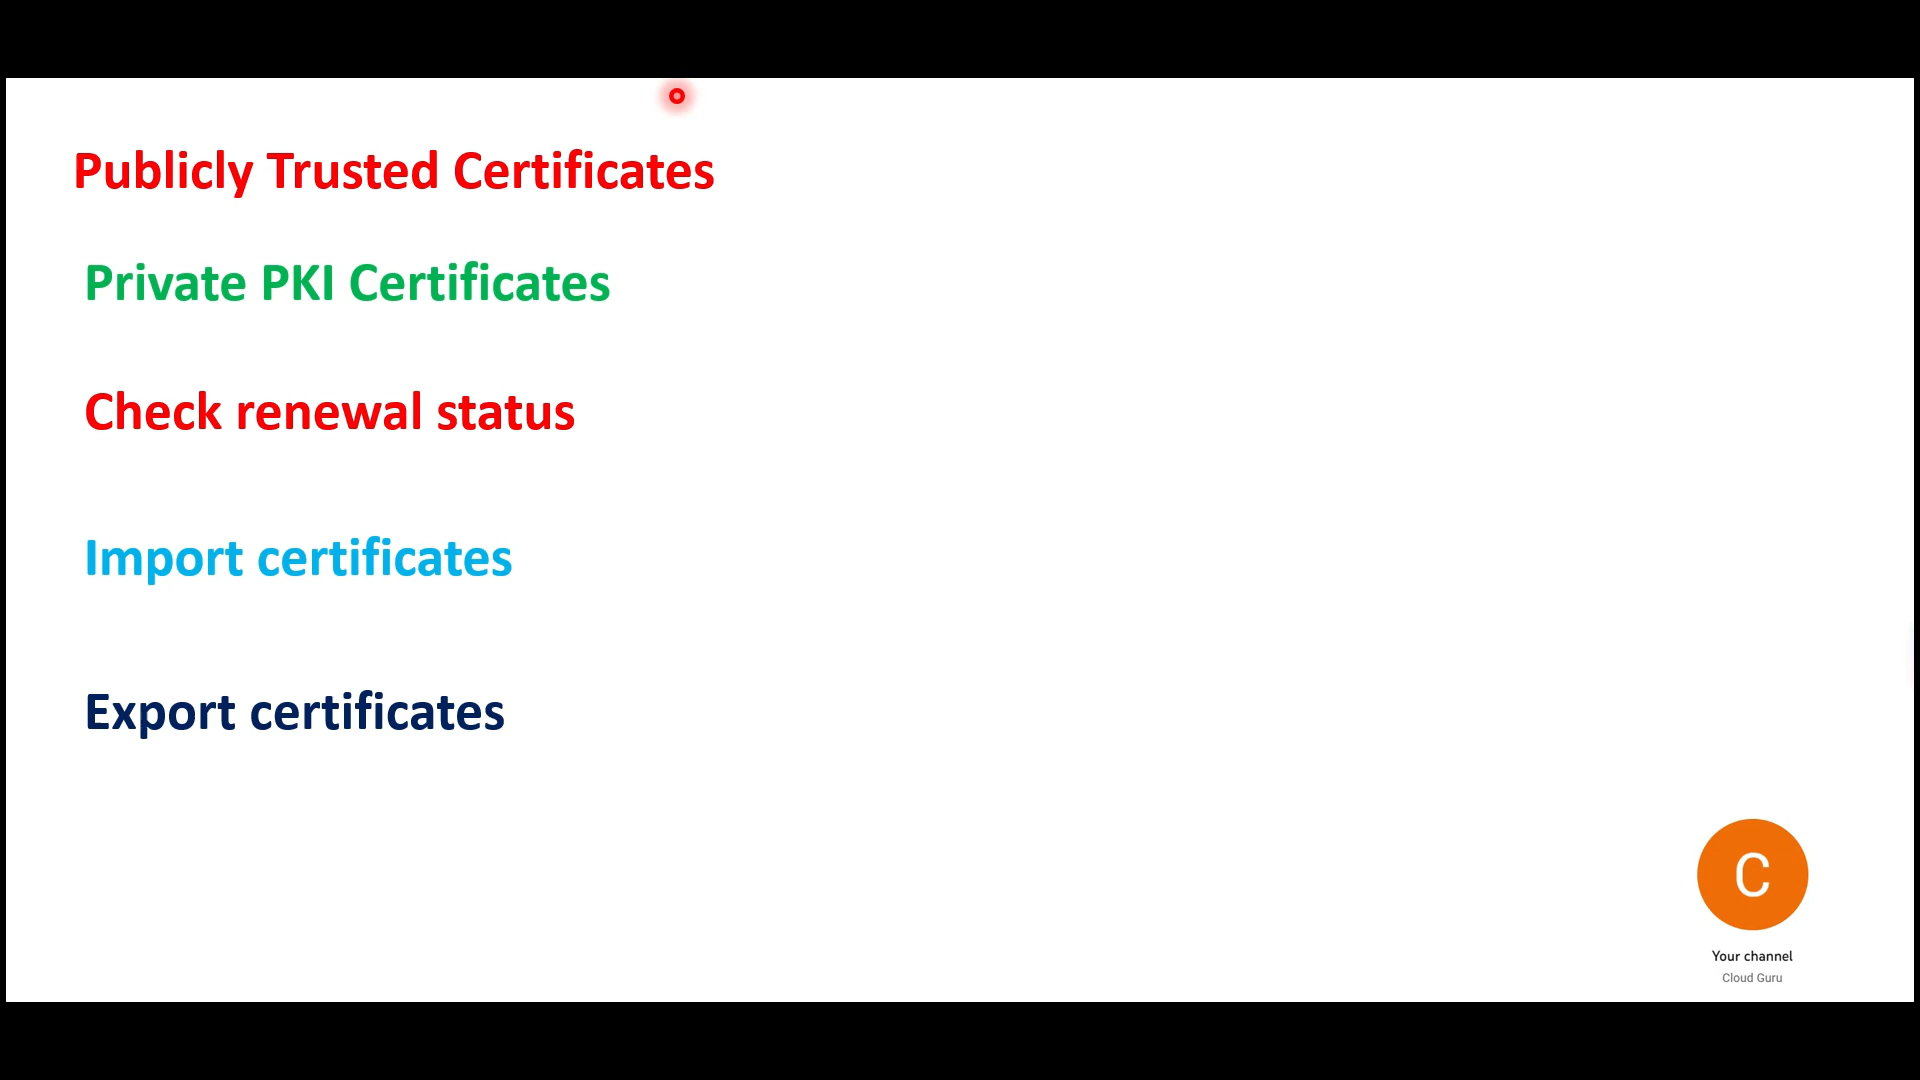 Publicly Trusted Certificates
Private PKI Certificates
Check renewal status
Import certificates
Export certificates
C
Your channel
Cloud Guru